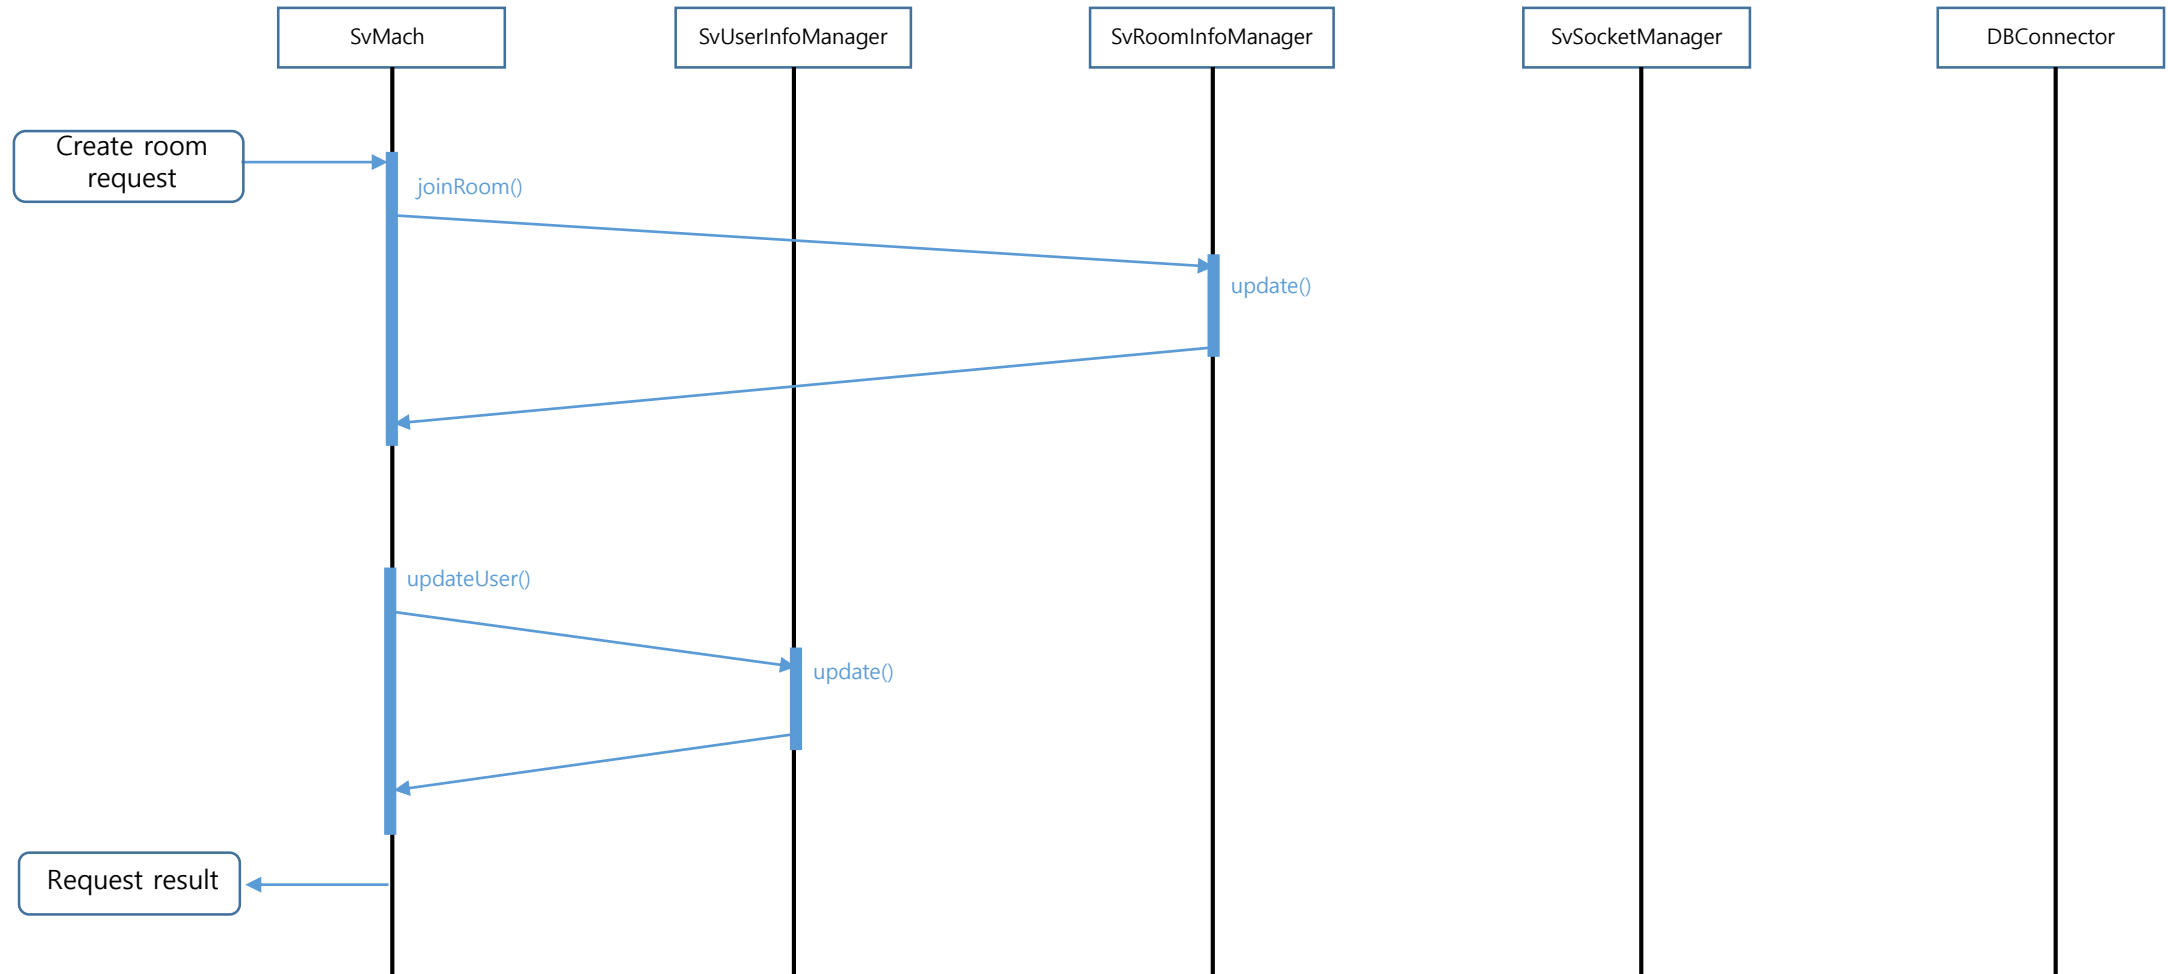 SvMach
SvUserInfoManager
SvRoomInfoManager
SvSocketManager
DBConnector
Create room
request
joinRoom()
update()
updateUser()
update()
Request result